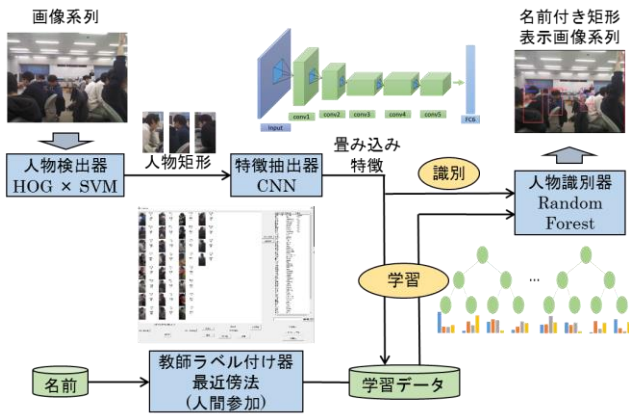 画像系列
名前付き矩形
表示画像系列
Input
conv1
conv2
conv3
conv4
conv5
FC6
人物検出器
HOG × SVM
人物矩形
特徴抽出器
CNN
畳み込み
特徴
識別
人物識別器
Random
Forest
学習
...
名前
教師ラベル付け器
最近傍法
(人間参加)
学習データ